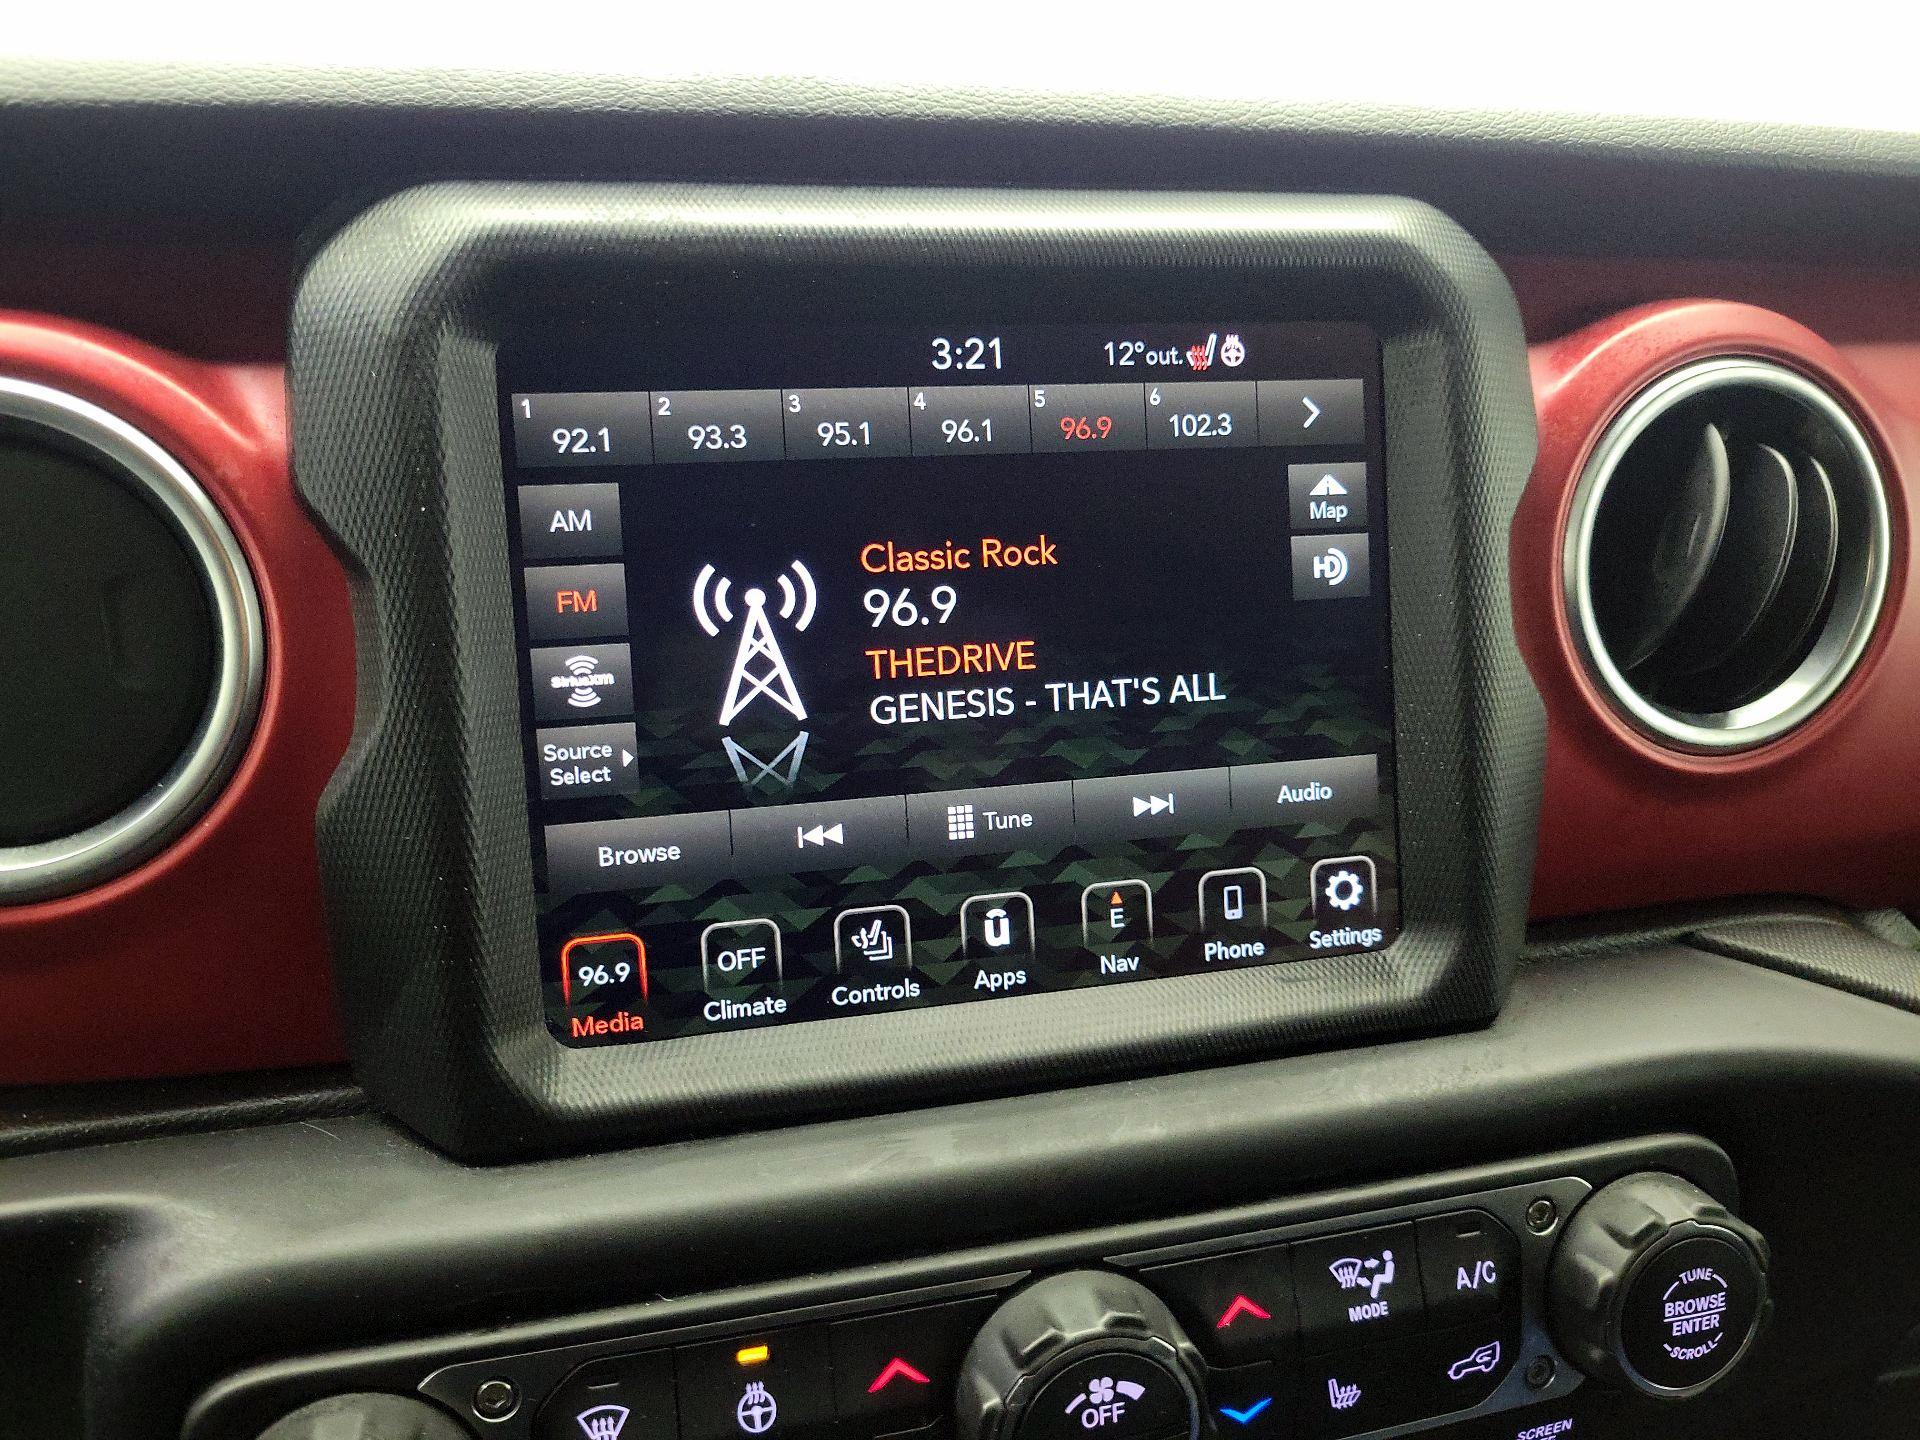 3:21
12°out.
1 92.1
2 93.3
3 95.1
4 96.1
5 96.9
6 102.3
AM
FM
SiriusXM
Source
Select
Classic Rock
96.9
THEDRIVE
GENESIS - THAT'S ALL
Map
HD
Browse
Tune
Audio
96.9
Media
OFF
Climate
Controls
u
Apps
E
Nav
Phone
Settings
OFF
MODE
A/C
TUNE
BROWSE
ENTER
SCROLL
SCREEN